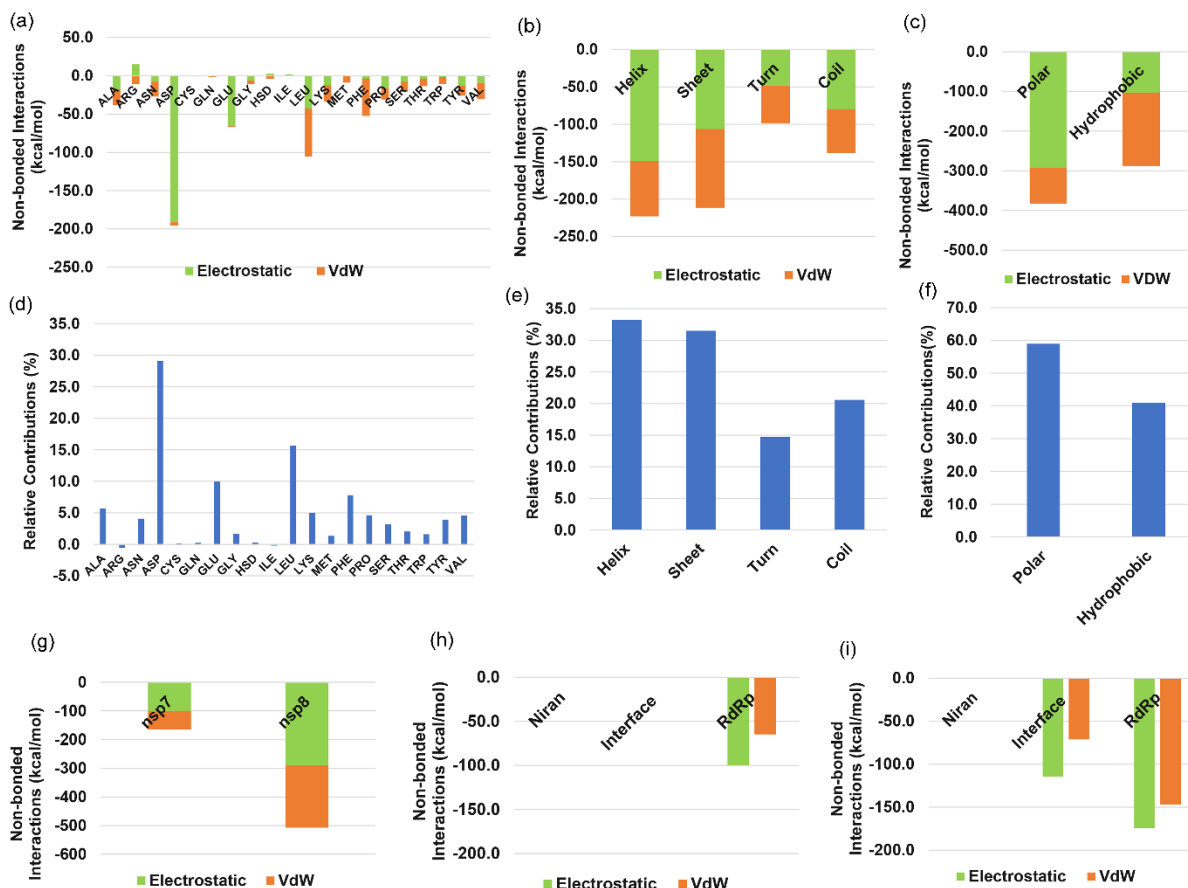 (a)
Non-bonded Interactions
(kcal/mol)
50.0
0.0
-50.0
-100.0
-150.0
-200.0
-250.0
ALA
ARG
ASN
ASP
CYS
GLN
GLU
GLY
HSD
ILE
LEU
LYS
MET
PHE
PRO
SER
THR
TRP
TYR
VAL
Electrostatic VdW
(b)
Non-bonded Interactions
(kcal/mol)
0.0
-50.0
-100.0
-150.0
-200.0
-250.0
Helix
Sheet
Turn
Coil
Electrostatic VdW
(c)
Non-bonded Interactions
(kcal/mol)
0.0
-100.0
-200.0
-300.0
-400.0
-500.0
Polar
Hydrophobic
Electrostatic VDW
(d)
Relative Contributions (%)
35.0
30.0
25.0
20.0
15.0
10.0
5.0
0.0
-5.0
ALA
ARG
ASN
ASP
CYS
GLN
GLU
GLY
HSD
ILE
LEU
LYS
MET
PHE
PRO
SER
THR
TRP
TYR
VAL
(e)
Relative Contributions (%)
35.0
30.0
25.0
20.0
15.0
10.0
5.0
0.0
Helix
Sheet
Turn
Coil
(f)
Relative Contributions(%)
70.0
60.0
50.0
40.0
30.0
20.0
10.0
0.0
Polar
Hydrophobic
(g)
Non-bonded
Interactions (kcal/mol)
0
-100
-200
-300
-400
-500
-600
nsp7
nsp8
Electrostatic VdW
(h)
Non-bonded
Interactions (kcal/mol)
0.0
-50.0
-100.0
-150.0
-200.0
Niran
Interface
RdRp
Electrostatic VdW
(i)
Non-bonded
Interactions (kcal/mol)
0.0
-50.0
-100.0
-150.0
-200.0
Niran
Interface
RdRp
Electrostatic VdW